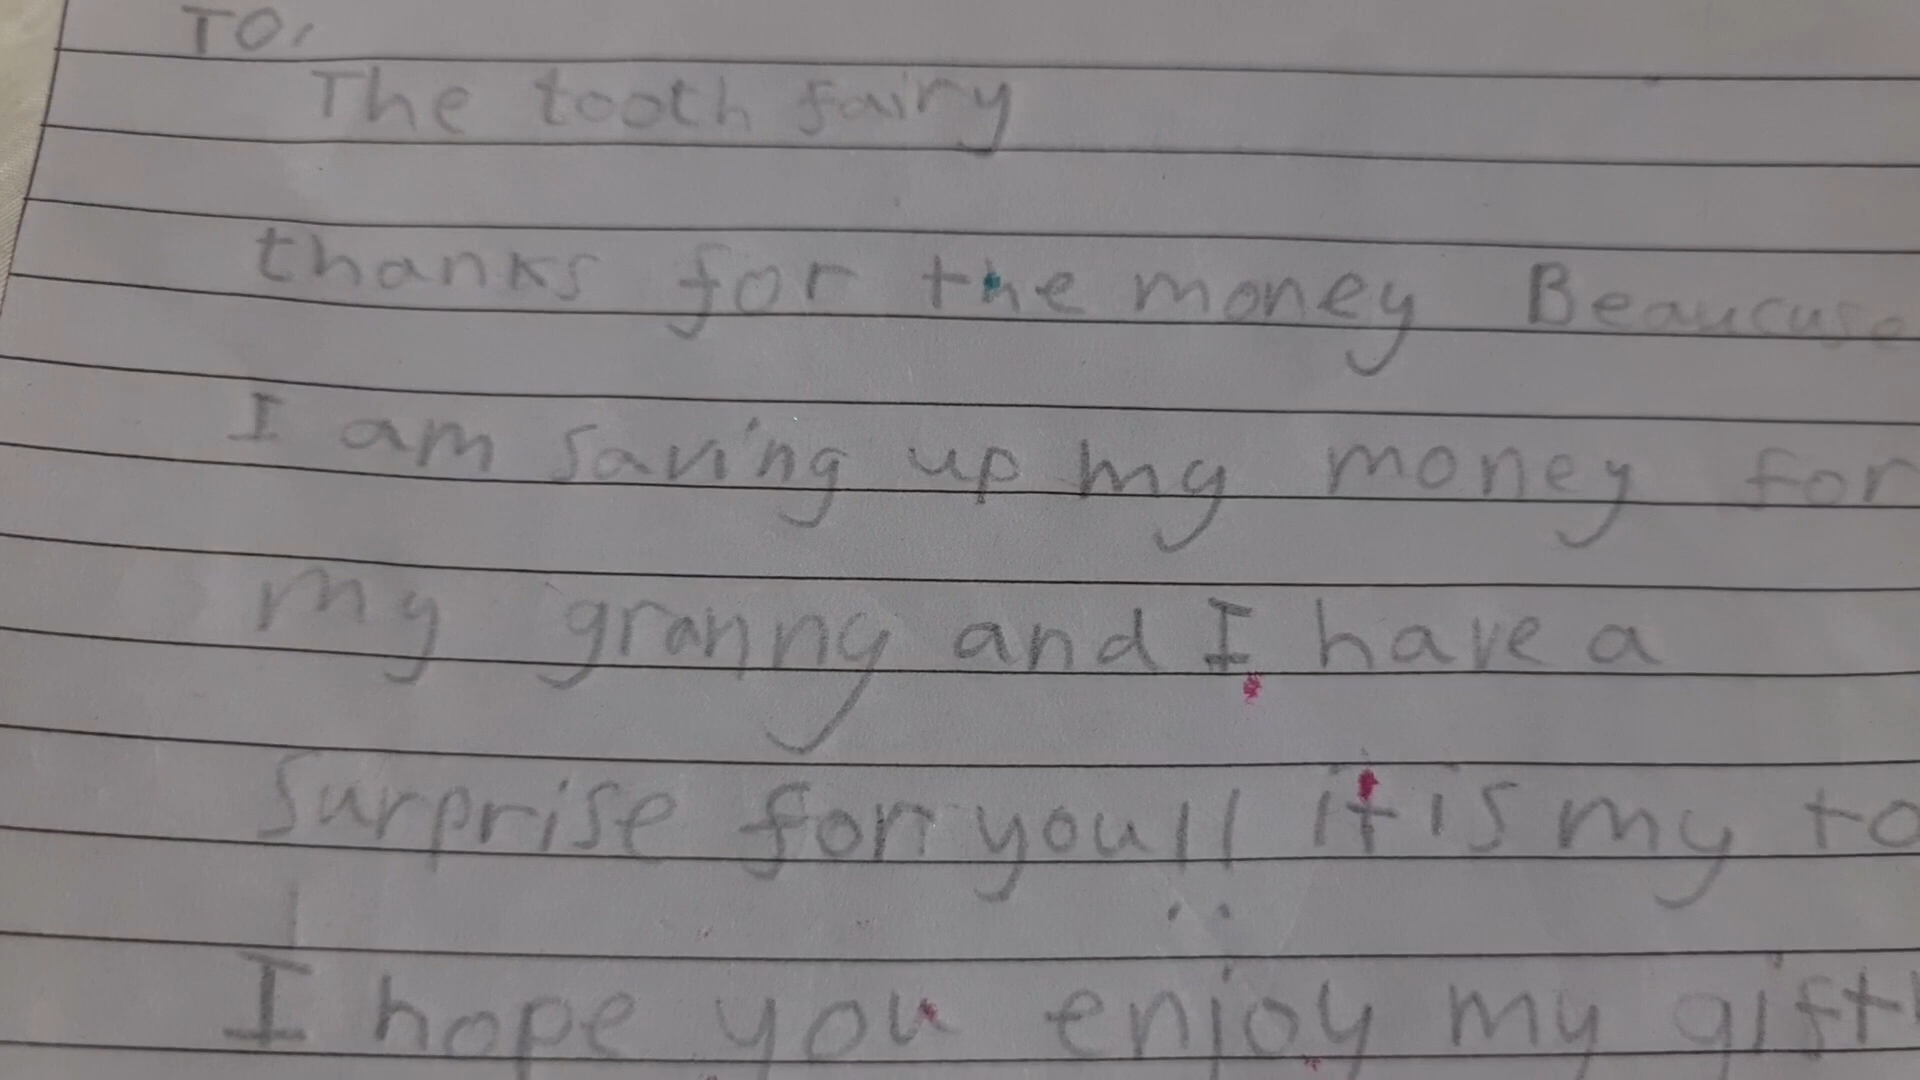 TO,
The tooth fairy
thanks for the money Beaucuse
I am saving up my money for
my granny and I have a
surprise for you!! it is my to
I hope you enjoy my gift!